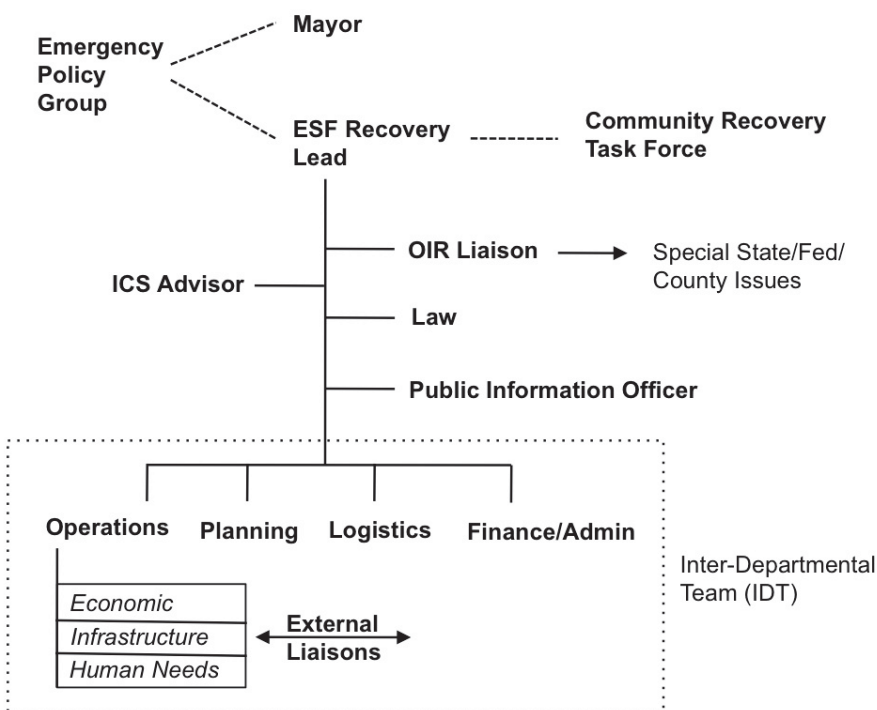 Mayor
Emergency
Policy
Group
ESF Recovery
Lead
Community Recovery
Task Force
OIR Liaison
Special State/Fed/
County Issues
ICS Advisor
Law
Public Information Officer
Operations
Planning
Logistics
Finance/Admin
Inter-Departmental
Team (IDT)
Economic
Infrastructure
Human Needs
External
Liaisons